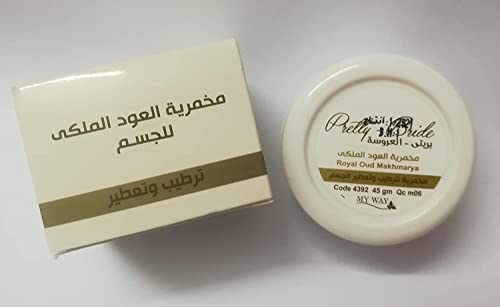 مخمرية العود الملكى
للجسم
ترطيب وتعطير
Pretty Bride
بريتى - العروسة
مخمرية العود الملكى
Royal Oud Makhmarya
مخمرية لترطيب وتعطير الجسم
Code 4392 45 gm Qc m06
MY WAY